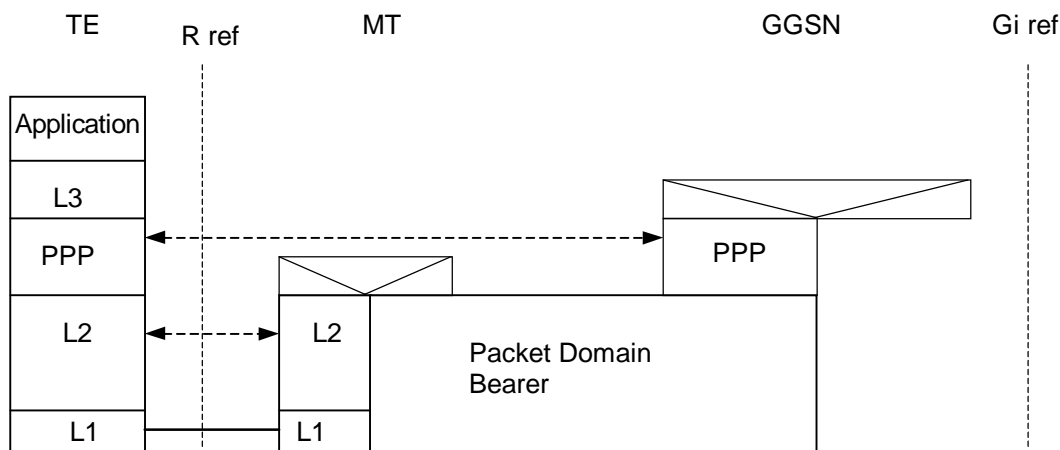 TE
R ref
MT
GGSN
Gi ref
Application
L3
PPP
PPP
L2
L2
Packet Domain
Bearer
L1
L1